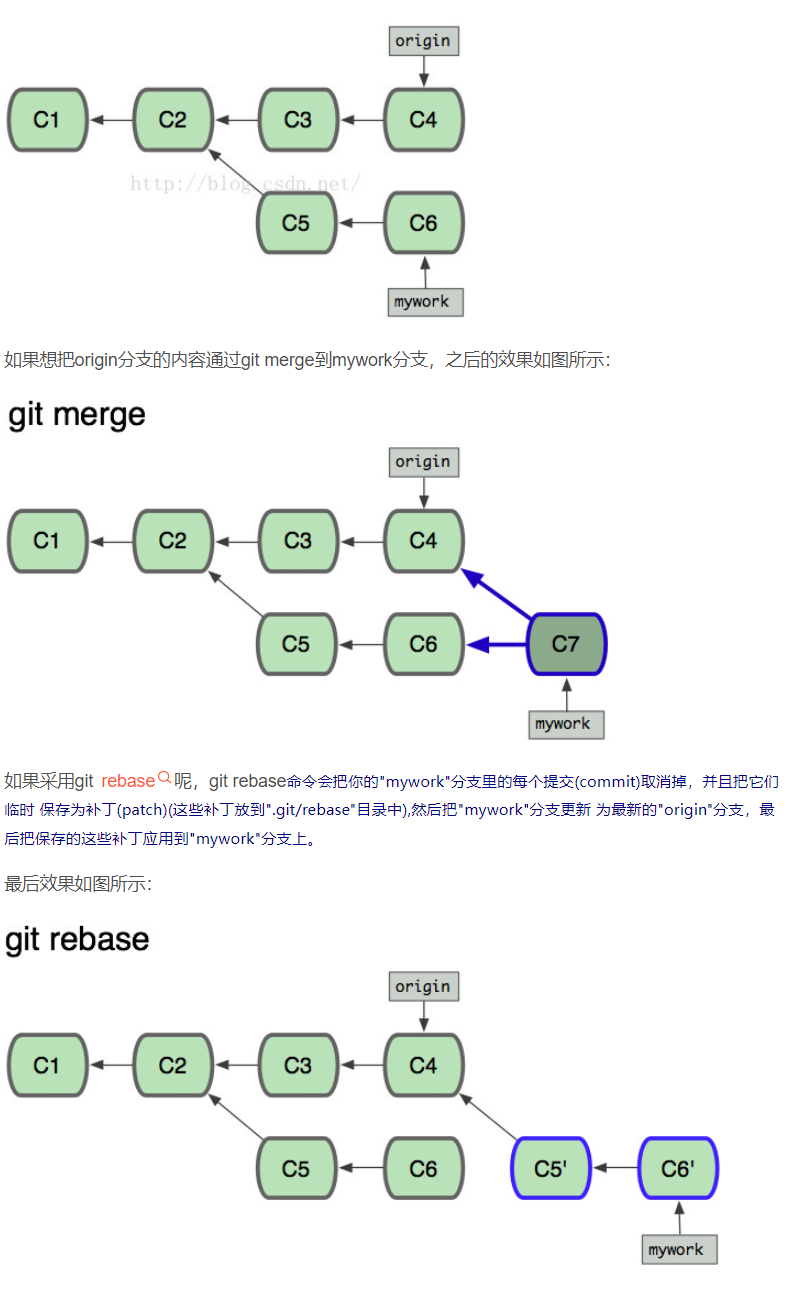 origin
C1 C2 C3 C4
http://blog.csdn.net/
C5 C6
mywork
如果想把origin分支的内容通过git merge到mywork分支，之后的效果如图所示：
git merge
origin
C1 C2 C3 C4
C5 C6 C7
mywork
如果采用git rebase呢，git rebase命令会把你的"mywork"分支里的每个提交(commit)取消掉，并且把它们
临时 保存为补丁(patch)(这些补丁放到".git/rebase"目录中),然后把"mywork"分支更新 为最新的"origin"分支，最
后把保存的这些补丁应用到"mywork"分支上。
最后效果如图所示：
git rebase
origin
C1 C2 C3 C4
C5 C6 C5' C6'
mywork